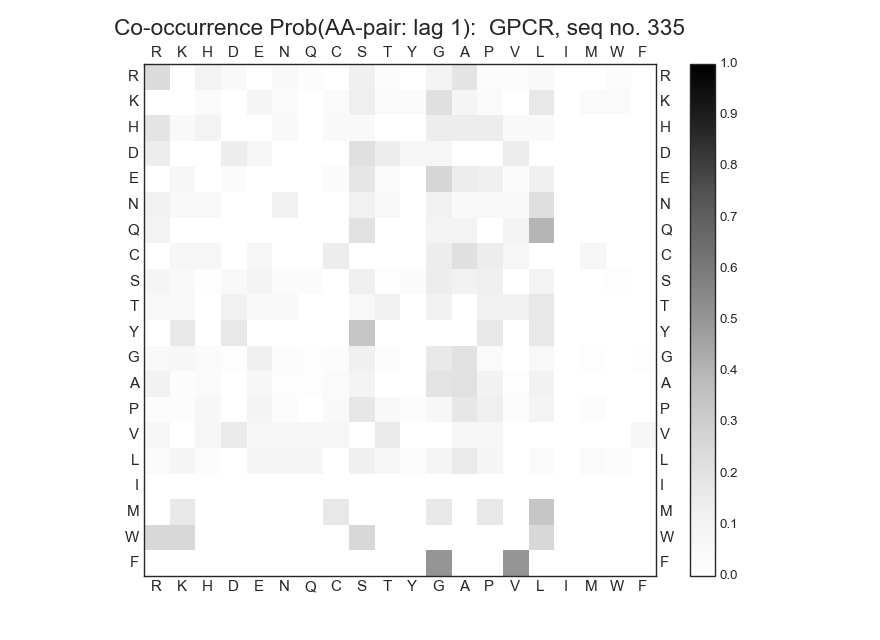 Co-occurrence Prob(AA-pair: lag 1):  GPCR, seq no. 335
R K H D E N Q C S T Y G A P V L I M W F
R R 1.0
K K 0.9
H H
D D 0.8
E E
N N 0.7
Q Q 0.6
C C
S S 0.5
T T
Y Y 0.4
G G
A A 0.3
P P
V V 0.2
L L
I I
M M 0.1
W W
F F 0.0
R K H D E N Q C S T Y G A P V L I M W F